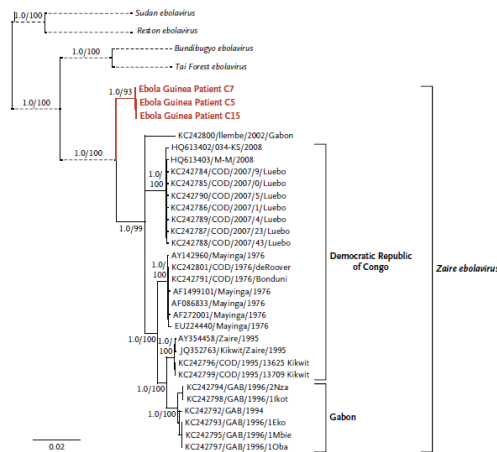 Sudan ebolavirus
1.0/100
Reston ebolavirus
Bundibugyo ebolavirus
1.0/100
Tai Forest ebolavirus
1.0/100
1.0/93
Ebola Guinea Patient C7
Ebola Guinea Patient C5
Ebola Guinea Patient C15
1.0/100
KC242800/Ilembe/2002/Gabon
HQ613402/034-KS/2008
HQ613403/M-M/2008
KC242784/COD/2007/9/Luebo
1.0/
100
KC242785/COD/2007/0/Luebo
KC242790/COD/2007/5/Luebo
KC242786/COD/2007/1/Luebo
KC242789/COD/2007/4/Luebo
1.0/99
KC242787/COD/2007/23/Luebo
KC242788/COD/2007/43/Luebo
Democratic Republic
of Congo
Zaire ebolavirus
AY142960/Mayinga/1976
1.0/
100
KC242801/COD/1976/deRoover
KC242791/COD/1976/Bonduni
AF1499101/Mayinga/1976
AF086833/Mayinga/1976
AF272001/Mayinga/1976
EU224440/Mayinga/1976
1.0/100
1.0/
100
AY354458/Zaire/1995
JQ352763/Kikwit/Zaire/1995
KC242796/COD/1995/13625 Kikwit
KC242799/COD/1995/13709 Kikwit
1.0/100
KC242794/GAB/1996/2Nza
KC242798/GAB/1996/1Ikot
KC242792/GAB/1994
KC242793/GAB/1996/1Eko
1.0/100
KC242795/GAB/1996/1Mbie
KC242797/GAB/1996/1Oba
Gabon
0.02